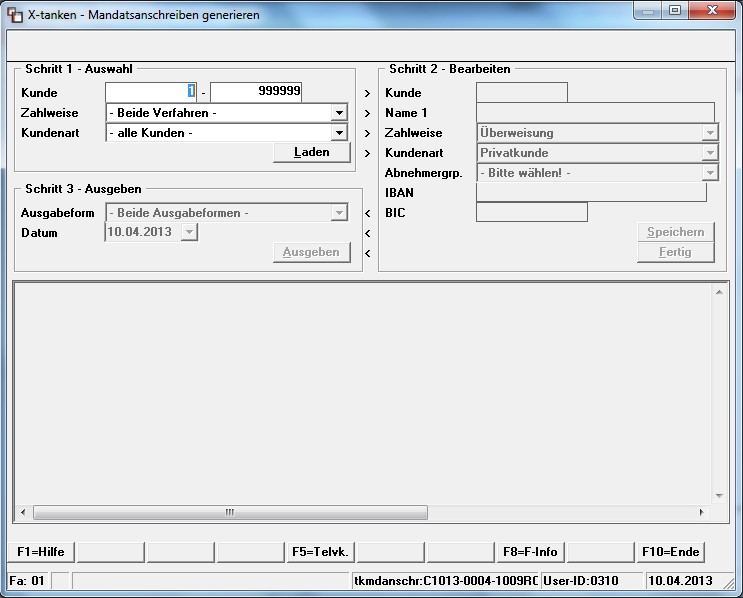 X-tanken - Mandatsanschreiben generieren
Schritt 1 - Auswahl
Kunde 1 - 999999
Zahlweise - Beide Verfahren -
Kundenart - alle Kunden -
Laden
>
>
>
>
Schritt 2 - Bearbeiten
Kunde
Name 1
Zahlweise Überweisung
Kundenart Privatkunde
Abnehmergrp. - Bitte wählen! -
IBAN
BIC
Speichern
Fertig
Schritt 3 - Ausgeben
Ausgabeform - Beide Ausgabeformen -
Datum 10.04.2013
Ausgeben
<
<
<
F1=Hilfe F5=Telvk. F8=F-Info F10=Ende
Fa: 01 tkmdanschr:C1013-0004-1009RC User-ID:0310 10.04.2013